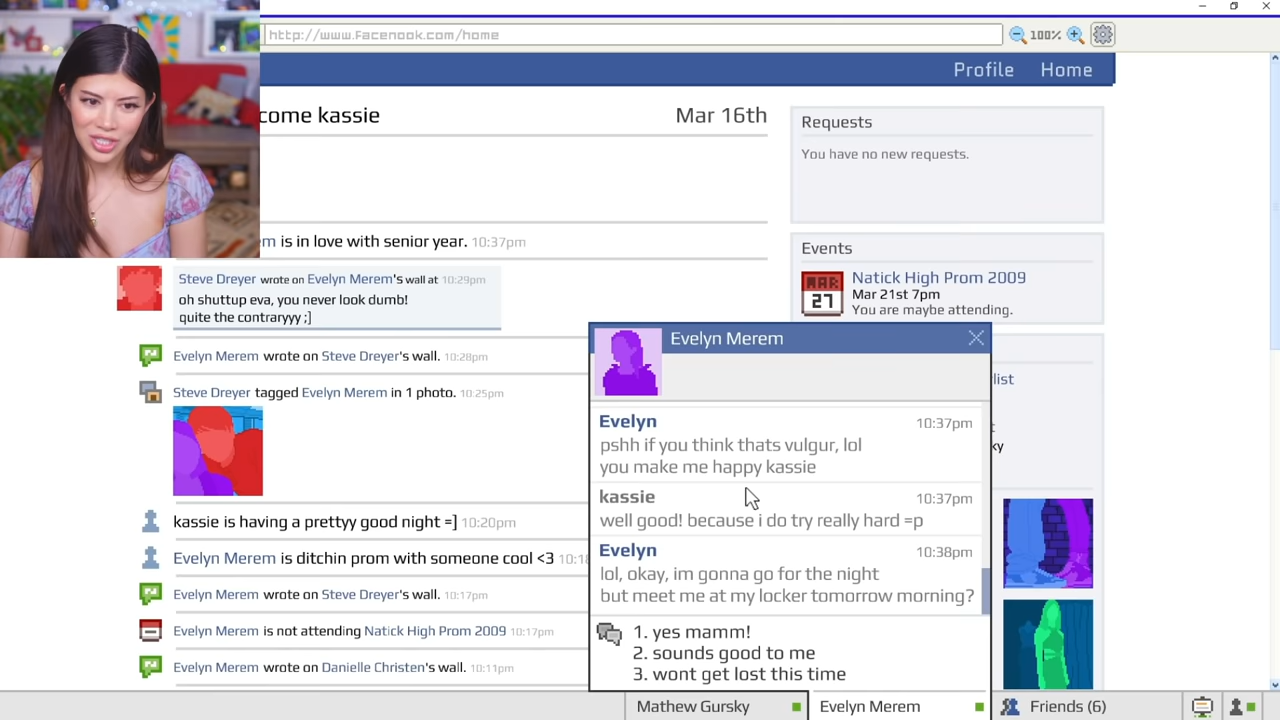 http://www.facenook.com/home
100%
Profile
Home
come kassie
Mar 16th
m is in love with senior year. 10:37pm
Steve Dreyer wrote on Evelyn Merem's wall at 10:29pm
oh shuttup eva, you never look dumb!
quite the contraryyy ;]
Evelyn Merem wrote on Steve Dreyer's wall. 10:28pm
Steve Dreyer tagged Evelyn Merem in 1 photo. 10:25pm
kassie is having a prettyy good night =] 10:20pm
Evelyn Merem is ditchin prom with someone cool <3 10:18
Evelyn Merem wrote on Steve Dreyer's wall. 10:17pm
Evelyn Merem is not attending Natick High Prom 2009 10:17pm
Evelyn Merem wrote on Danielle Christen's wall. 10:11pm
Requests
You have no new requests.
Events
MAR
27
Natick High Prom 2009
Mar 21st 7pm
You are maybe attending.
list
t
ky
Evelyn Merem
Evelyn 10:37pm
pshh if you think thats vulgur, lol
you make me happy kassie
kassie 10:37pm
well good! because i do try really hard =p
Evelyn 10:38pm
lol, okay, im gonna go for the night
but meet me at my locker tomorrow morning?
1. yes mamm!
2. sounds good to me
3. wont get lost this time
Mathew Gursky
Evelyn Merem
Friends (6)